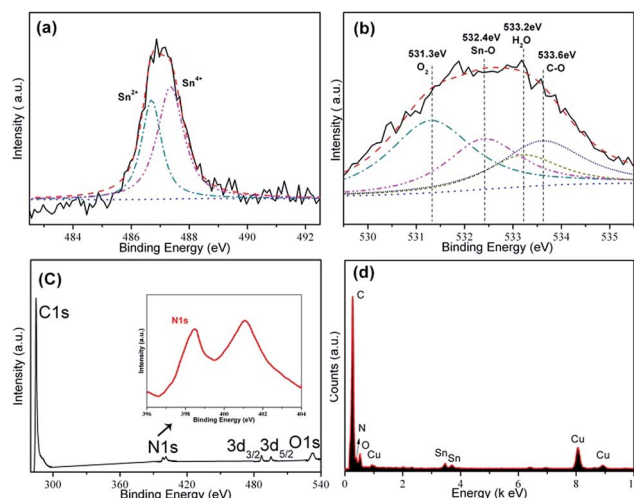 (a)
Sn2+
Sn4+
Intensity ( a.u.)
484
486
488
490
492
Binding Energy (eV)
(b)
531.3eV
O2
532.4eV
Sn-O
533.2eV
H2O
533.6eV
C-O
Intensity ( a.u.)
530
531
532
533
534
535
Binding Energy (eV)
(C)
C1s
N1s
Intensity (a.u.)
396
398
400
402
404
Binding Energy (eV)
N1s
3d3/2
3d5/2
O1s
Intensity (a.u.)
300
360
420
480
540
Binding Energy (eV)
(d)
C
N
O
Cu
Sn
Sn
Cu
Cu
Counts (a.u.)
0
2
4
6
8
10
Energy (k eV)